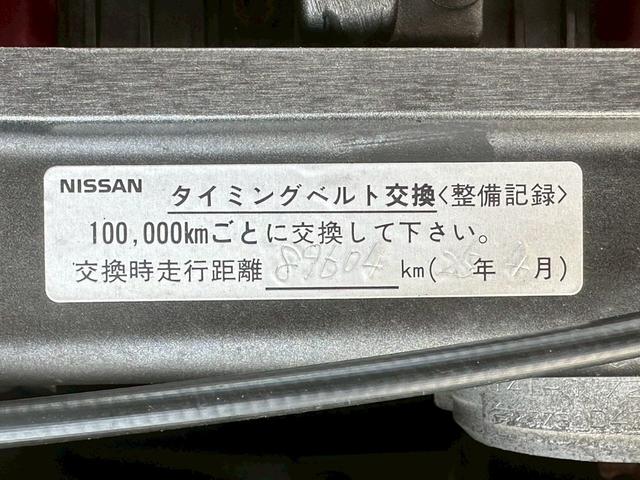 NISSAN タイミングベルト交換<整備記録>
100,000kmごとに交換して下さい。
交換時走行距離 89604 km(25年 月)